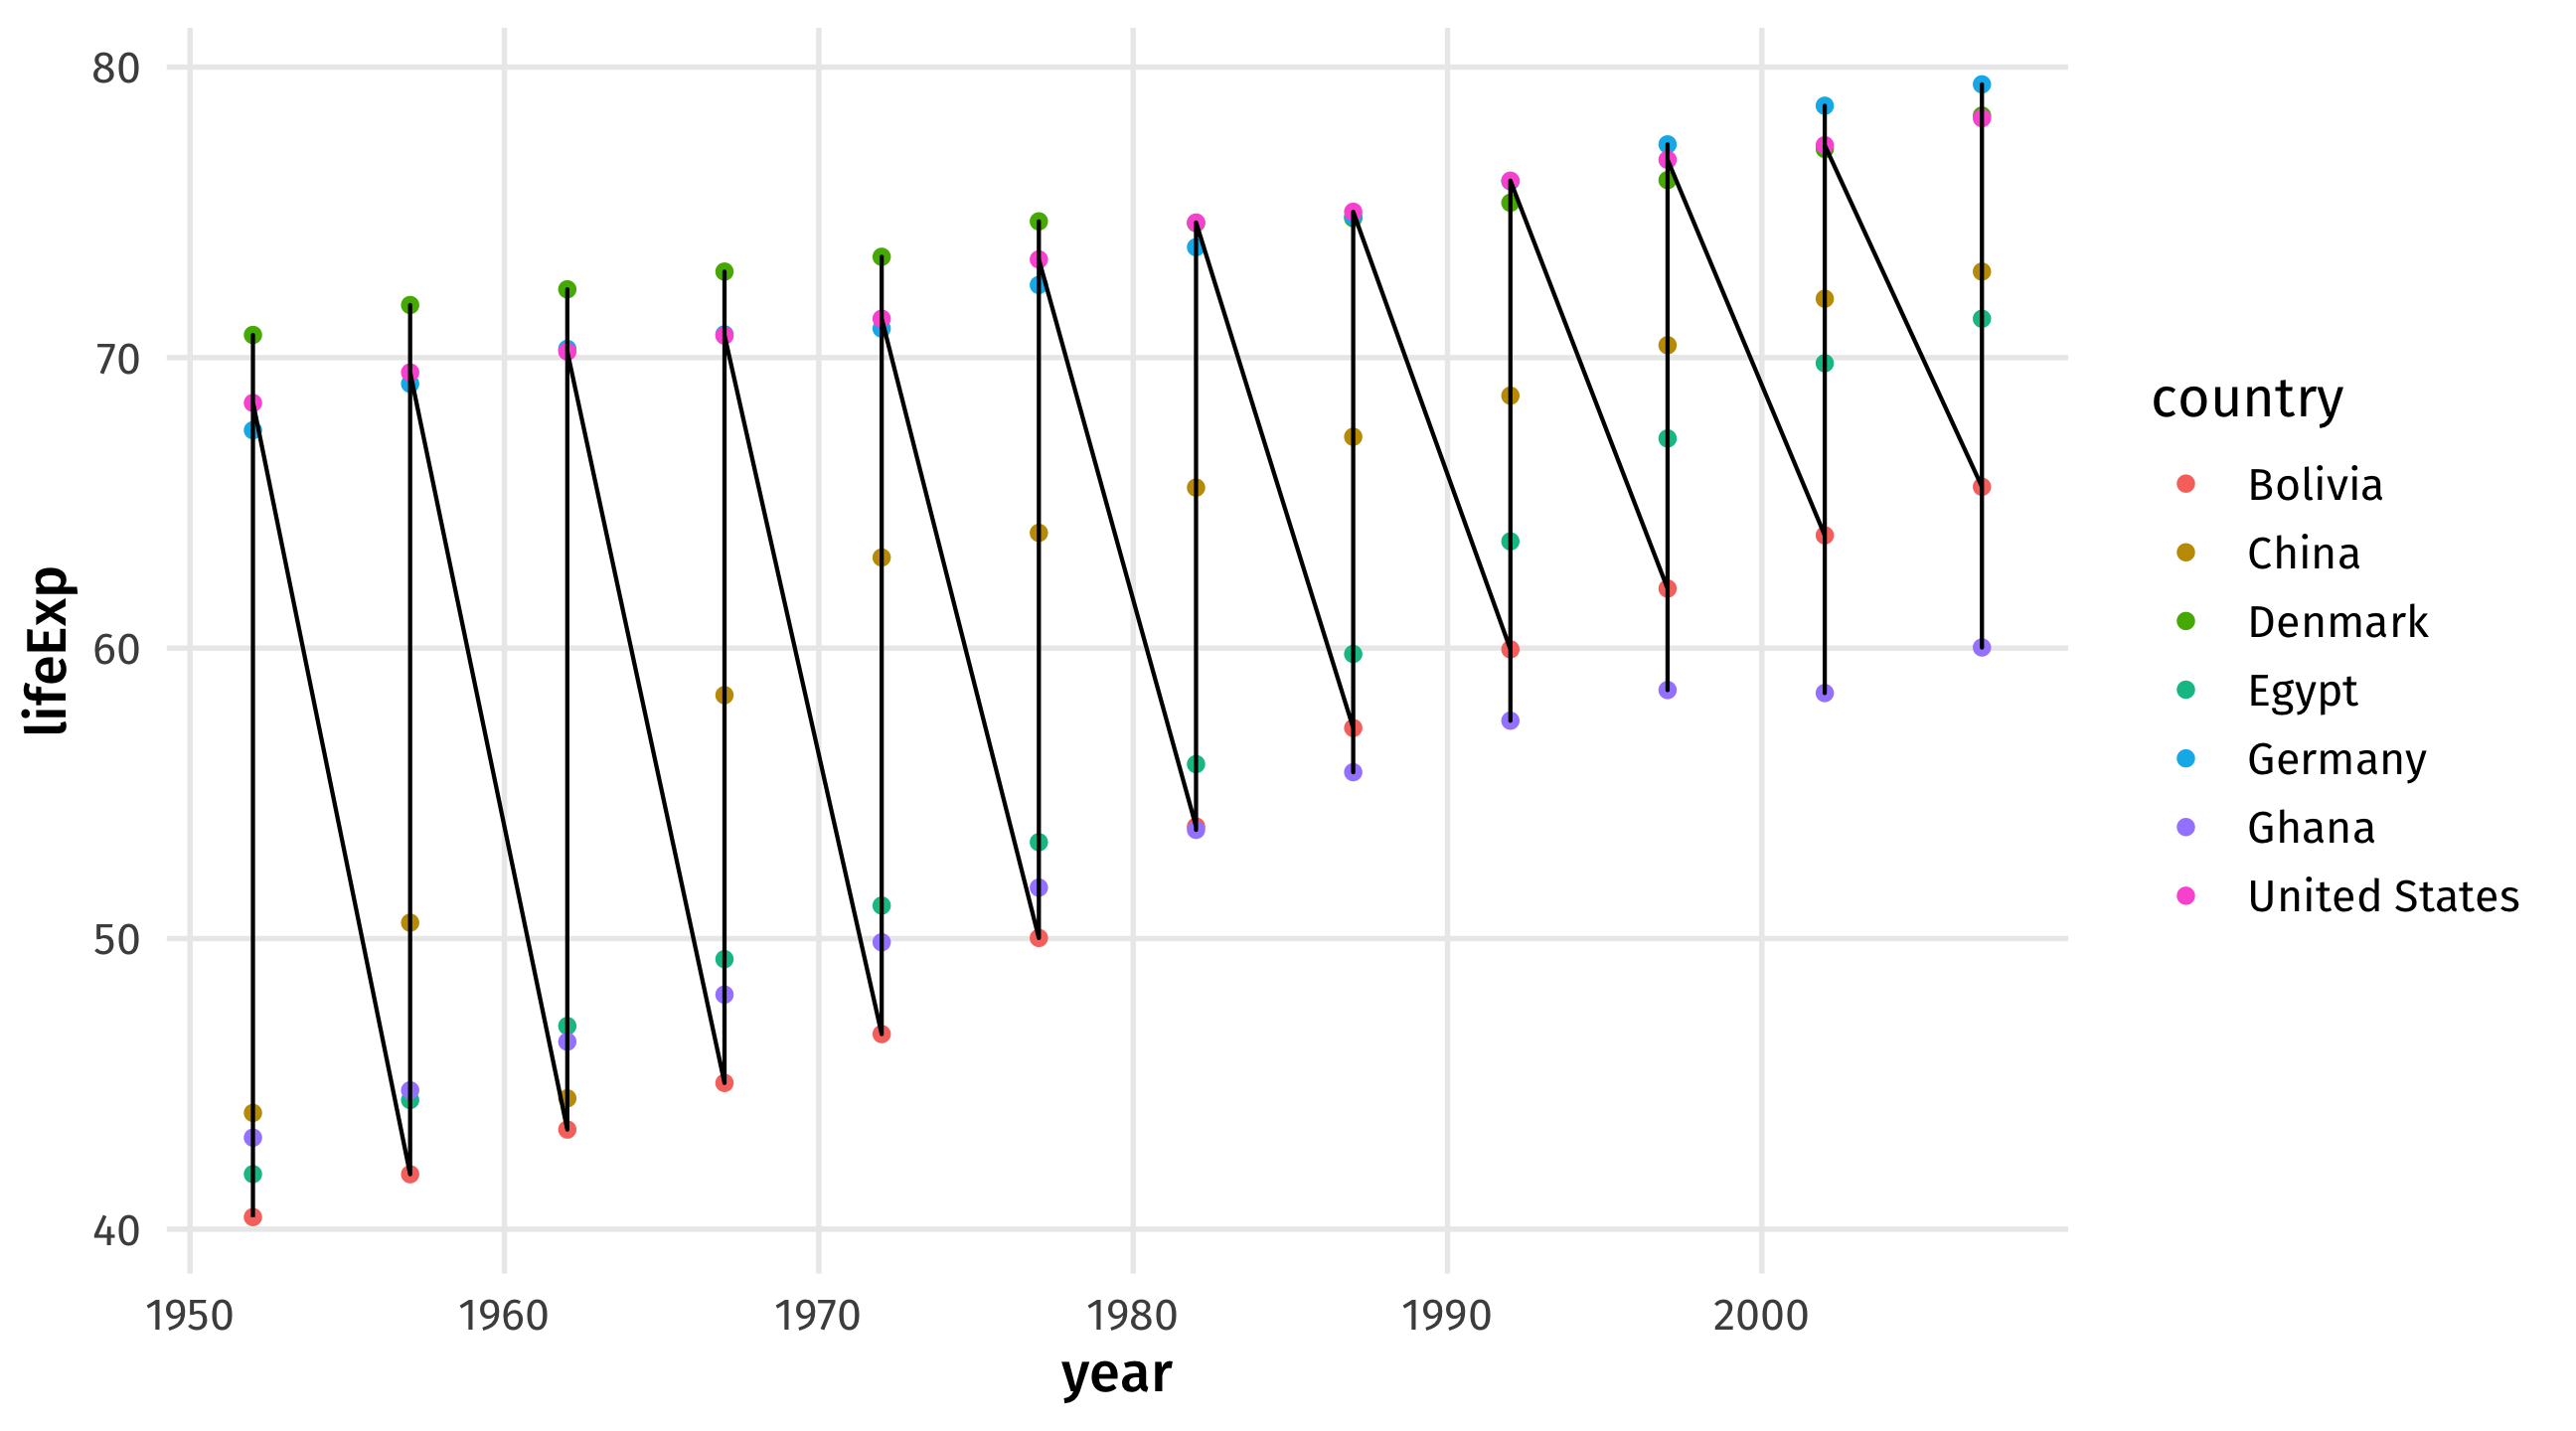 80
70
60
50
40
lifeExp
1950 1960 1970 1980 1990 2000
year
country
Bolivia
China
Denmark
Egypt
Germany
Ghana
United States